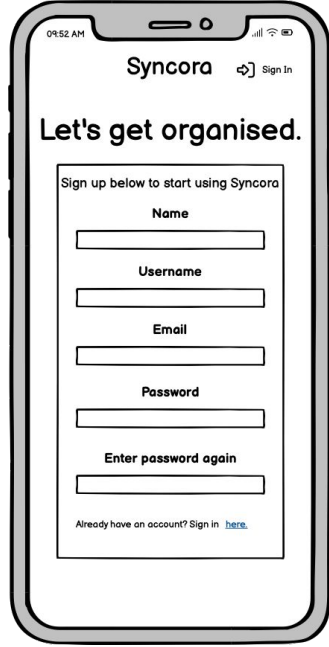 09:52 AM
Syncora
Sign In
Let's get organised.
Sign up below to start using Syncora
Name
Username
Email
Password
Enter password again
Already have an account? Sign in here.